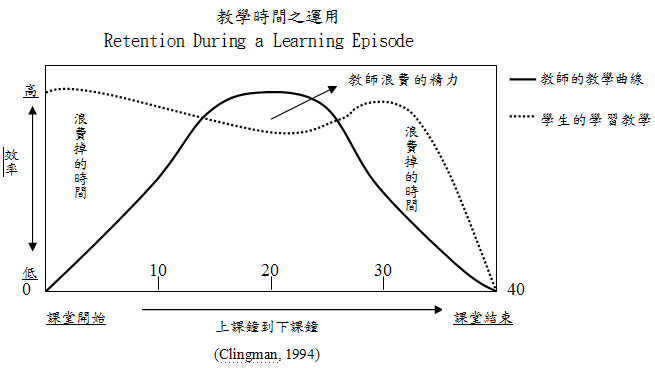 教學時間之運用
Retention During a Learning Episode
教師浪費的精力
教師的教學曲線
學生的學習教學
高
浪費掉的時間
浪費掉的時間
效率
低
0
10
20
30
40
課堂開始
上課鐘到下課鐘
課堂結束
(Clingman, 1994)